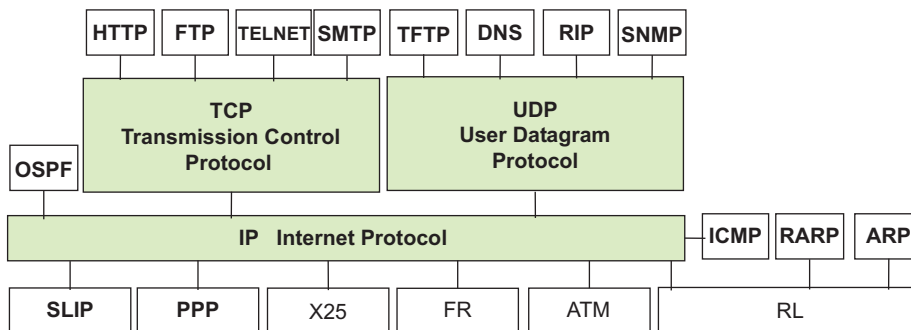 HTTP FTP TELNET SMTP TFTP DNS RIP SNMP
TCP
Transmission Control
Protocol
UDP
User Datagram
Protocol
OSPF
IP Internet Protocol
ICMP RARP ARP
SLIP PPP X25 FR ATM RL